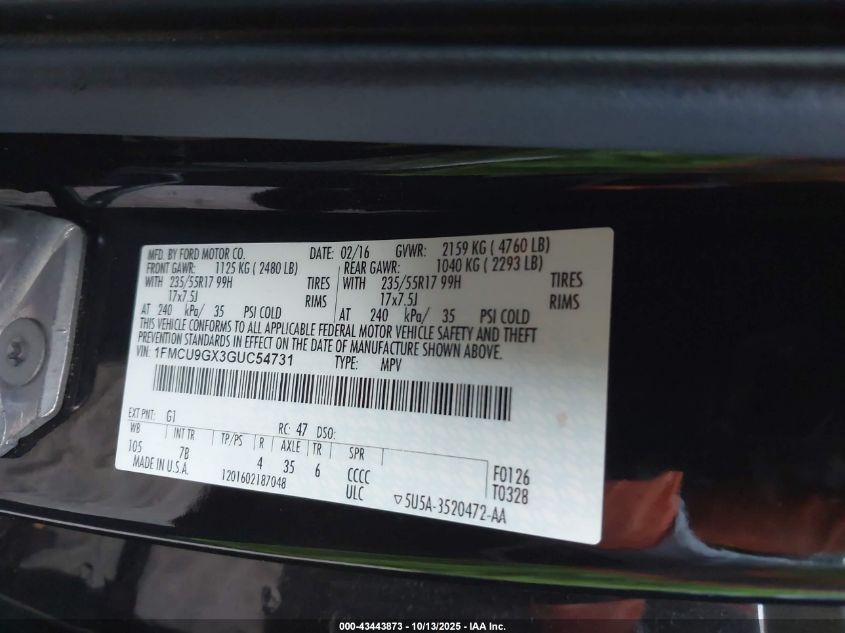 MFD. BY FORD MOTOR CO. DATE: 02/16 GVWR: 2159 KG ( 4760 LB)
FRONT GAWR: 1125 KG ( 2480 LB) REAR GAWR: 1040 KG ( 2293 LB)
WITH 235/55R17 99H TIRES WITH 235/55R17 99H TIRES
17x7.5J RIMS 17x7.5J RIMS
AT 240 kPa/ 35 PSI COLD AT 240 kPa/ 35 PSI COLD
THIS VEHICLE CONFORMS TO ALL APPLICABLE FEDERAL MOTOR VEHICLE SAFETY AND THEFT
PREVENTION STANDARDS IN EFFECT ON THE DATE OF MANUFACTURE SHOWN ABOVE.
VIN: 1FMCU9GX3GUC54731
TYPE: MPV
EXT PNT: G1 RC: 47 DSO:
WB INT TR TP/PS R AXLE TR SPR
105 7B 4 35 6 CCCC F0126
MADE IN U.S.A. ULC T0328
1201602187048 ▽5U5A-3520472-AA
000-43443873 - 10/13/2025 - IAA Inc.